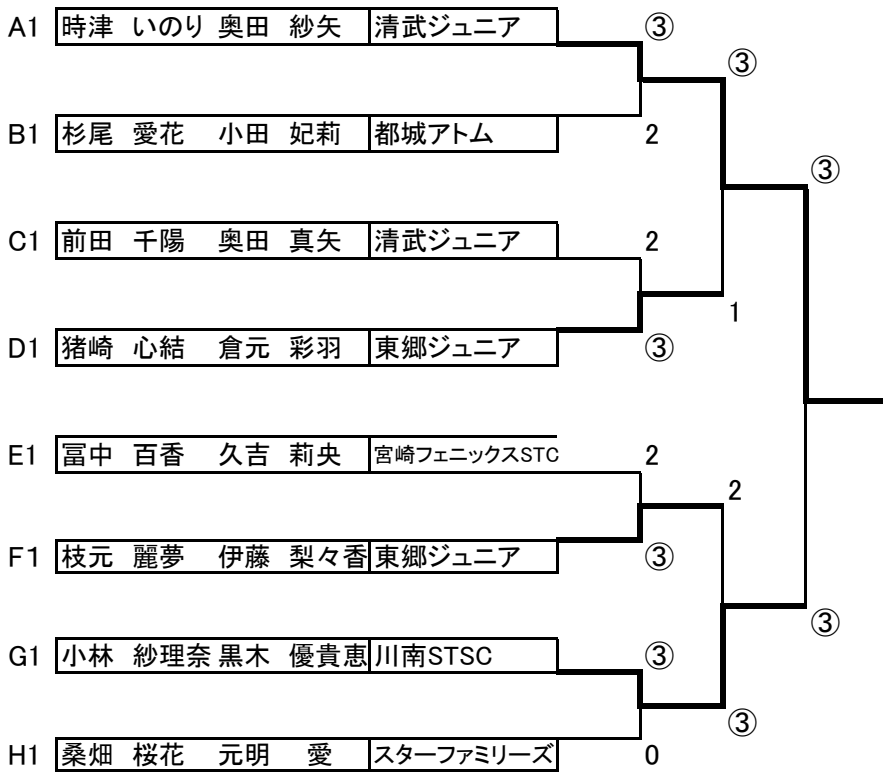 A1 時津 いのり 奥田 紗矢 清武ジュニア ③
③
B1 杉尾 愛花 小田 妃莉 都城アトム 2
③
C1 前田 千陽 奥田 真矢 清武ジュニア 2
1
D1 猪崎 心結 倉元 彩羽 東郷ジュニア ③
E1 冨中 百香 久吉 莉央 宮崎フェニックスSTC 2
2
F1 枝元 麗夢 伊藤 梨々香 東郷ジュニア ③
③
G1 小林 紗理奈 黒木 優貴恵 川南STSC ③
③
H1 桑畑 桜花 元明 愛 スターファミリーズ 0